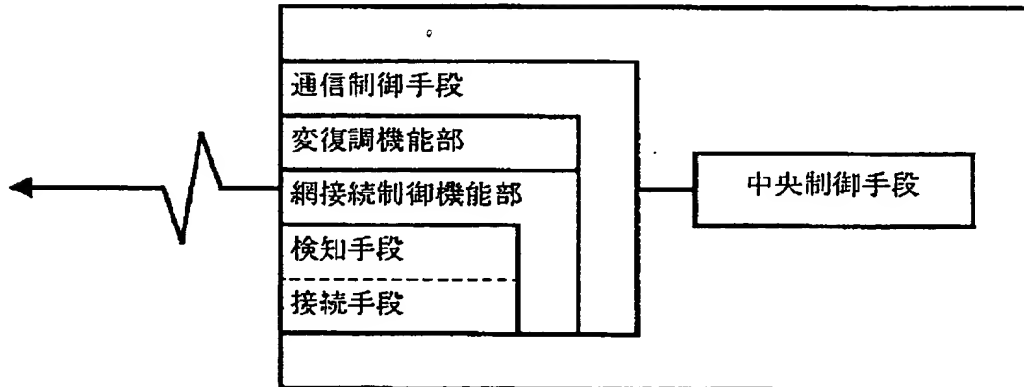 通信制御手段
変復調機能部
網接続制御機能部
検知手段
接続手段
中央制御手段